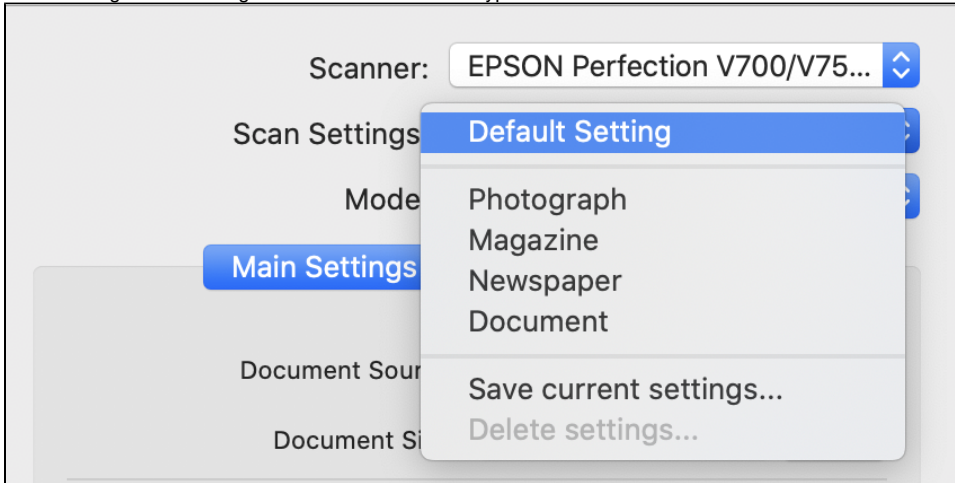 Scanner: EPSON Perfection V700/V75...
Scan Settings Default Setting
Mode Photograph
Magazine
Main Settings Newspaper
Document
Document Sour
Save current settings...
Document Si Delete settings...